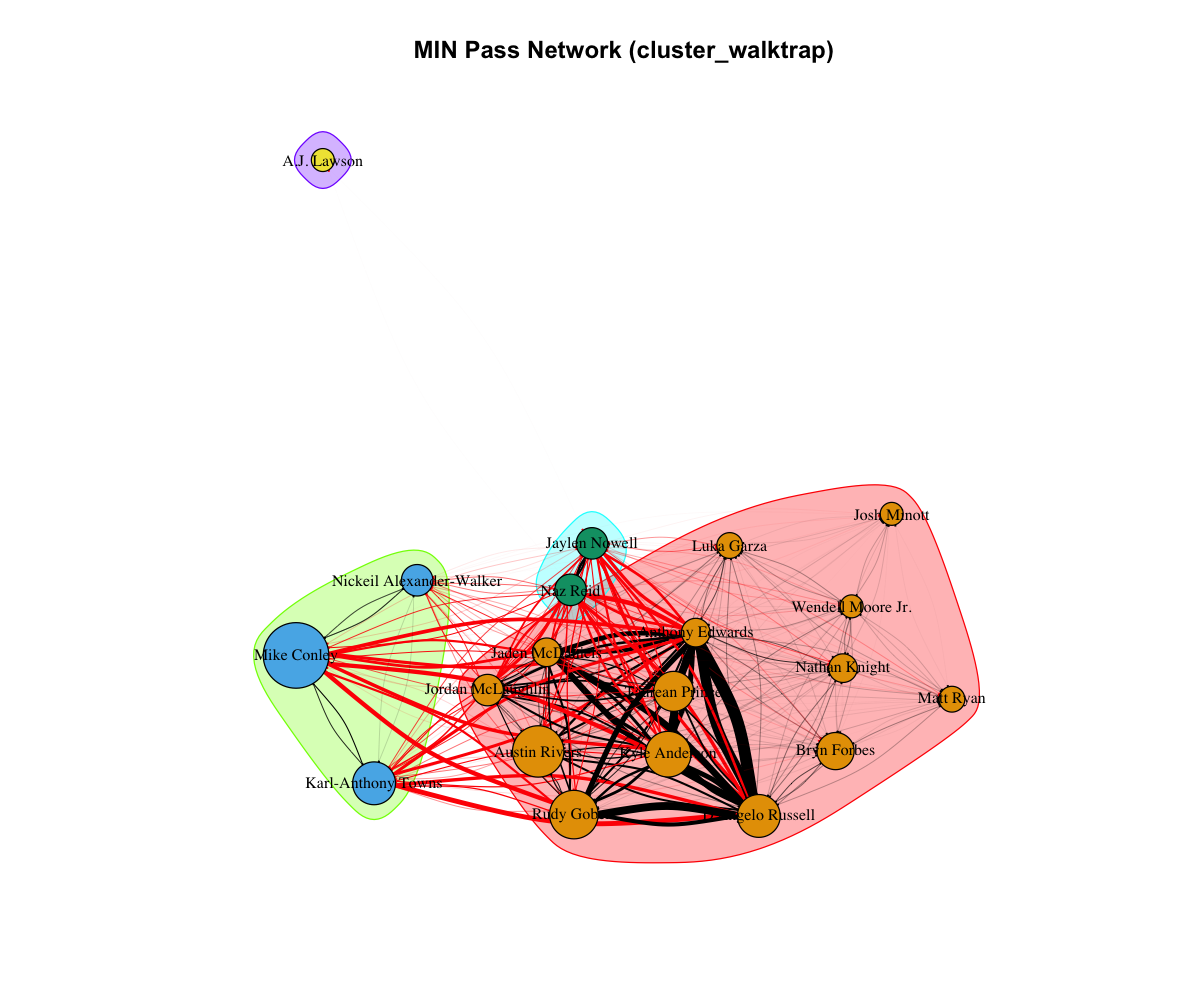 MIN Pass Network (cluster_walktrap)
A.J. Lawson
Josh Minott
Jaylen Nowell
Luka Garza
Nickeil Alexander-Walker
Naz Reid
Wendell Moore Jr.
Anthony Edwards
Mike Conley
Jaden McDaniels
Nathan Knight
Jordan McLaughlin
Taurean Prince
Matt Ryan
Austin Rivers
Kyle Anderson
Bryn Forbes
Karl-Anthony Towns
Rudy Gobert
D'Angelo Russell